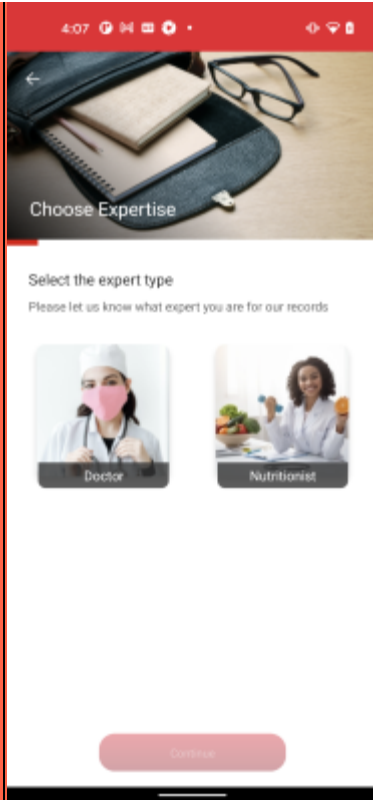 4:07
Choose Expertise
Select the expert type
Please let us know what expert you are for our records
Doctor
Nutritionist
Continue